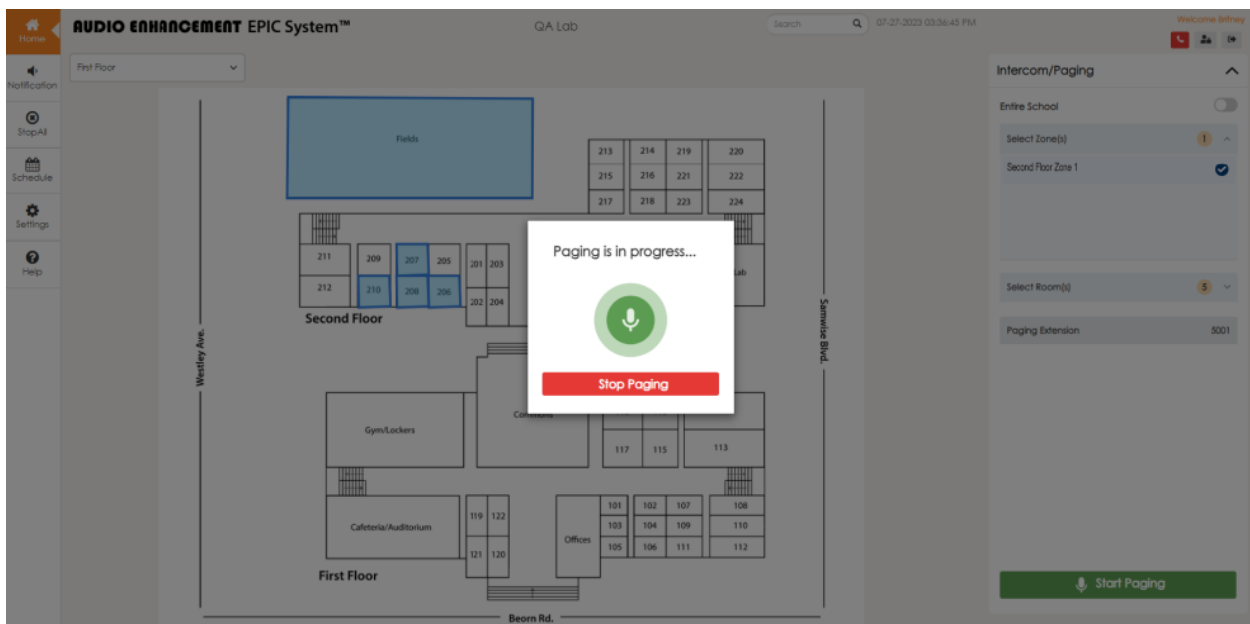 Home
AUDIO ENHANCEMENT EPIC System™
QA Lab
Search
07-27-2023 03:36:45 PM
Welcome Britney
Notification
StopAll
Schedule
Settings
Help
First Floor
Fields
213 214 219 220
215 216 221 222
217 218 223 224
211 209 207 205 201 203
Lab
212 210 208 206 202 204
Second Floor
Westley Ave.
Samwise Blvd.
Paging is in progress...
Stop Paging
Commons
Gym/Lockers
117 115 113
101 102 107 108
119 122
Cafeteria/Auditorium
103 104 109 110
Offices
105 106 111 112
121 120
First Floor
Beorn Rd.
Intercom/Paging
Entire School
Select Zone(s) 1
Second Floor Zone 1
Select Room(s) 5
Paging Extension 5001
Start Paging